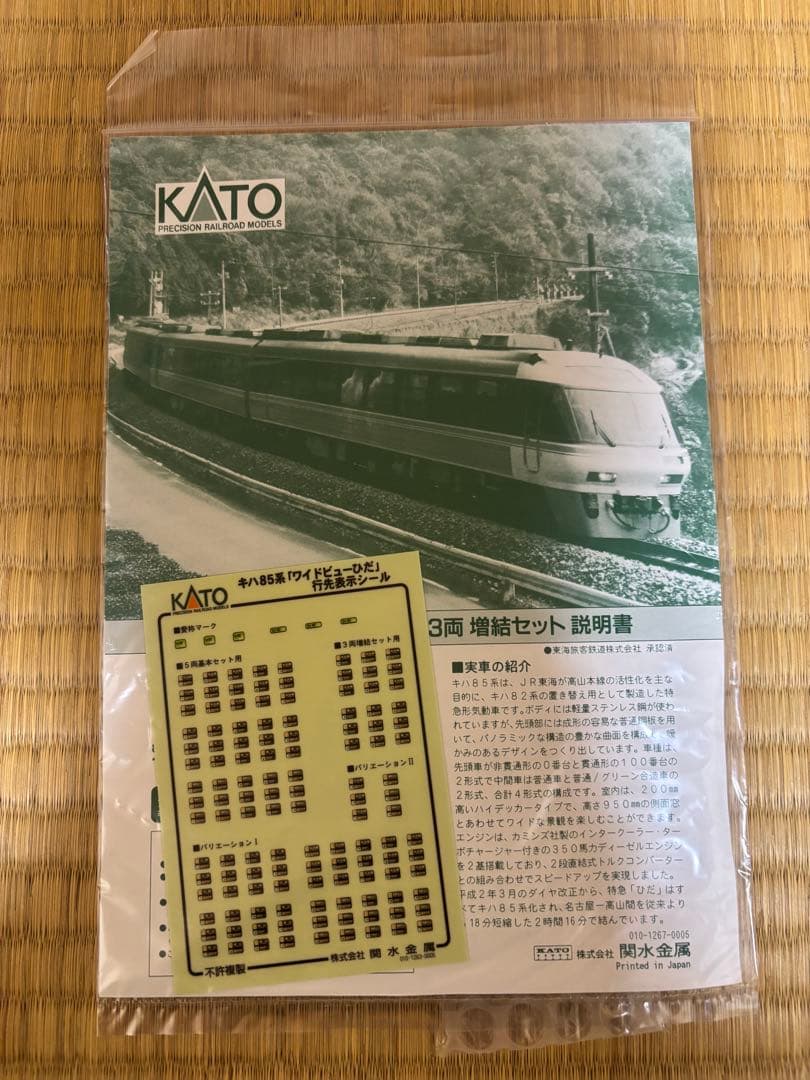 KATO
PRECISION RAILROAD MODELS
3両 増結セット 説明書
●東海旅客鉄道株式会社 承認済
■実車の紹介
キハ85系は、JR東海が高山本線の活性化を主な
目的に、キハ82系の置き替え用として製造した特
急形気動車です。ボディには軽量ステンレス鋼が使わ
れていますが、先頭部には成形の容易な普通鋼板を用
いて、パノラミックな構造の豊かな曲面を構成し、暖
かみのあるデザインをつくり出しています。車種は、
先頭車が非貫通形の0番台と貫通形の100番台の
2形式で中間車は普通車と普通/グリーン合造車の
2形式、合計4形式の構成です。室内は、200㎜
高いハイデッカータイプで、高さ950㎜の側面窓
とあわせてワイドな景観を楽しむことができます。
エンジンは、カミンズ社製のインタークーラー・ター
ボチャージャー付きの350馬力ディーゼルエンジン
を2基搭載しており、2段直結式トルクコンバーター
との組み合わせでスピードアップを実現しました。
平成2年3月のダイヤ改正から、特急「ひだ」はす
べてキハ85系化され、名古屋ー高山間を従来より
18分短縮した2時間16分で結んでいます。
010-1267-0005
KATO 株式会社 関水金属
Printed in Japan
キハ85系「ワイドビューひだ」
行先表示シール
KATO
PRECISION RAILROAD MODELS
■愛称マーク
■5両基本セット用
■3両増結セット用
■バリエーションⅡ
■バリエーションⅠ
不許複製
株式会社 関水金属
010-1263-0005